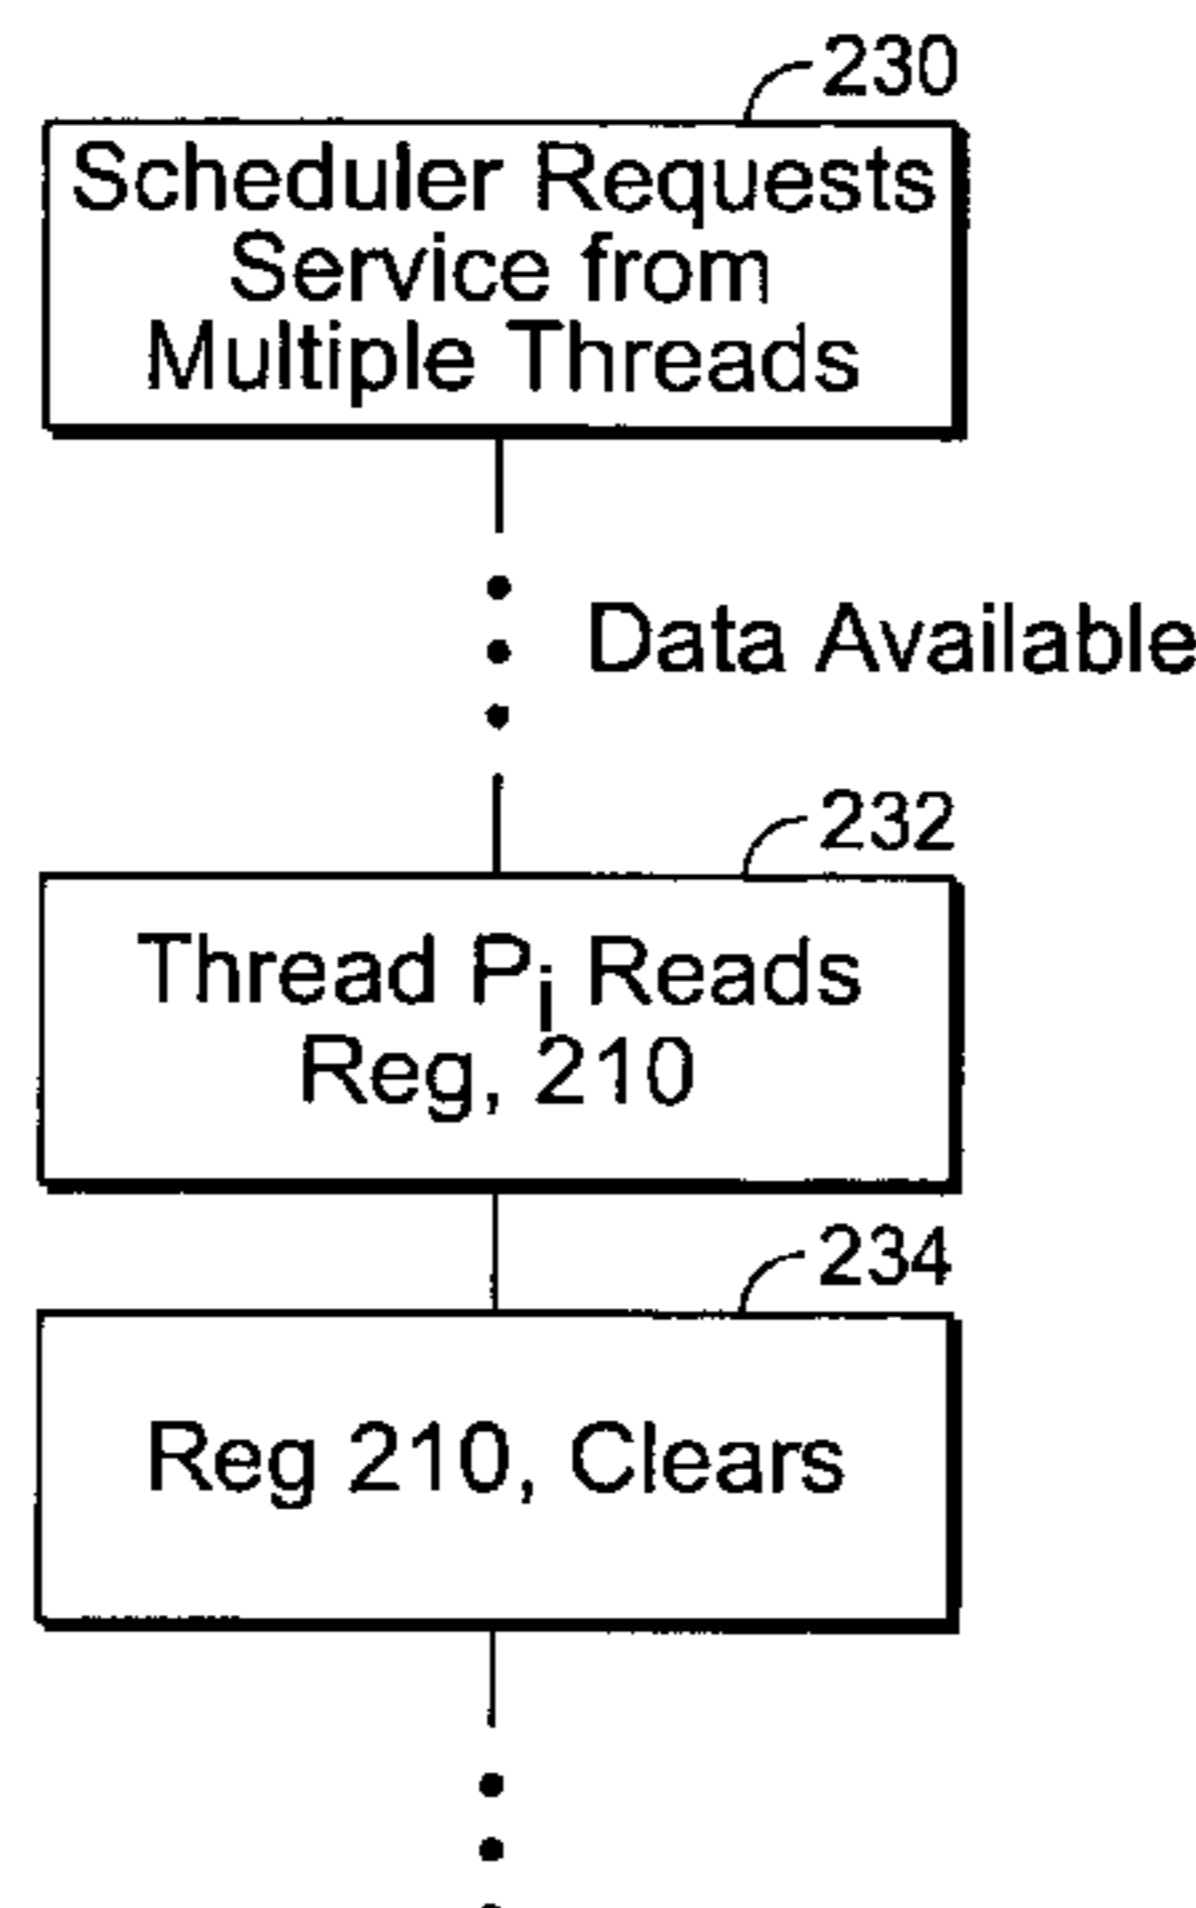 230
Scheduler Requests
Service from
Multiple Threads
Data Available
232
Thread Pi Reads
Reg, 210
234
Reg 210, Clears